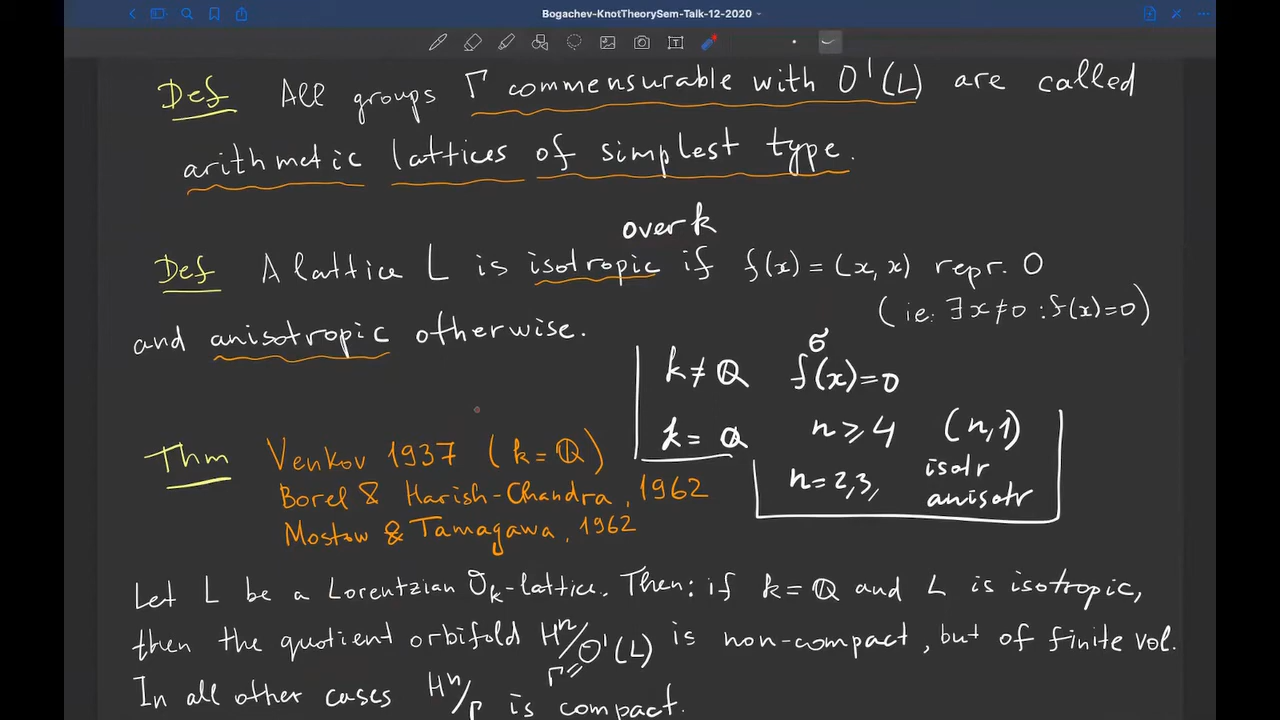 Bogachev-KnotTheorySem-Talk-12-2020
Def All groups Γ commensurable with O'(L) are called
arithmetic lattices of simplest type.
over k
Def A lattice L is isotropic if f(x) = (x, x) repr. 0
(ie: ∃x≠0 : f(x)=0)
and anisotropic otherwise.
k ≠ ℚ f^σ(x)=0
k = ℚ n ⩾ 4 (n,1)
n=2,3, isotr
anisotr
Thm Venkov 1937 (k=ℚ)
Borel & Harish-Chandra, 1962
Mostow & Tamagawa, 1962
Let L be a Lorentzian O_k-lattice. Then: if k=ℚ and L is isotropic,
then the quotient orbifold H^n/O'(L) is non-compact, but of finite vol.
Γ=
In all other cases H^n/Γ is compact.